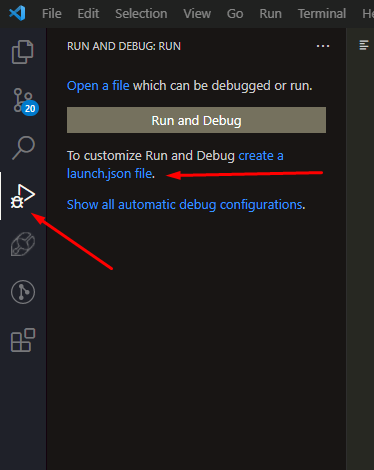 File Edit Selection View Go Run Terminal
RUN AND DEBUG: RUN
Open a file which can be debugged or run.
Run and Debug
To customize Run and Debug create a
launch.json file.
Show all automatic debug configurations.
20